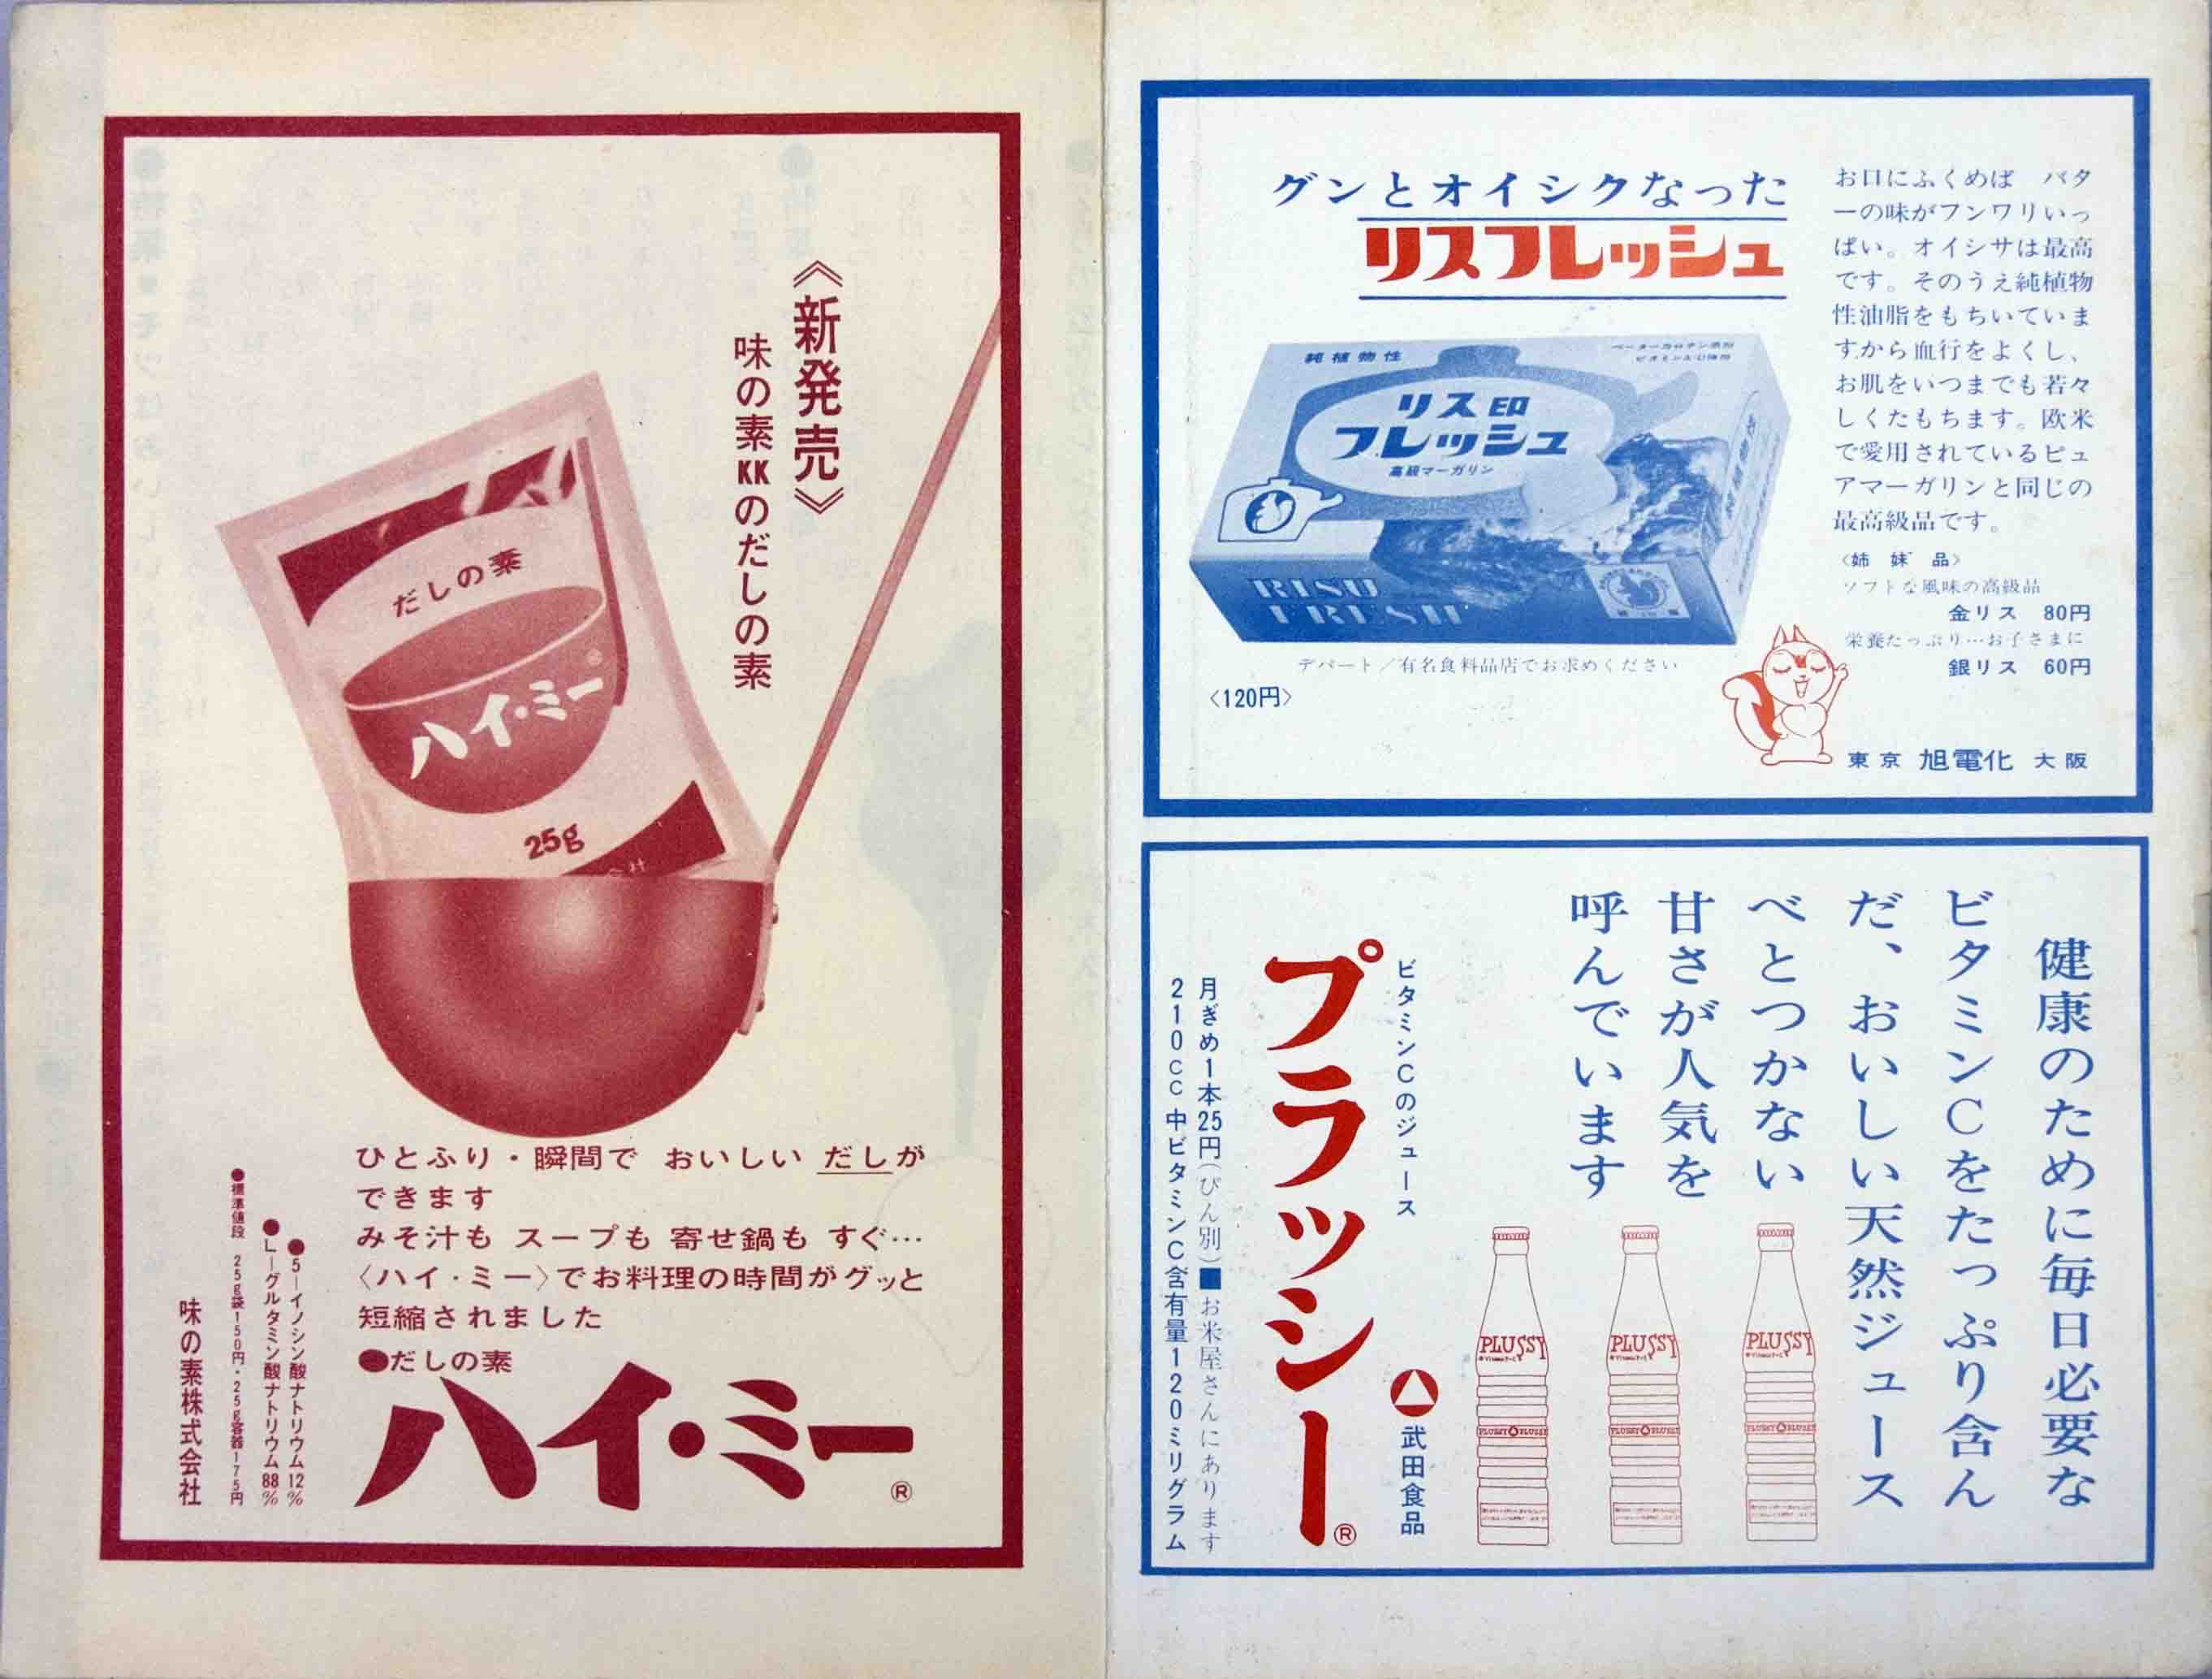 《新発売》
味の素KKのだしの素
だしの素
ハイ・ミー
25g
ひとふり・瞬間で おいしい だしが
できます
みそ汁も スープも 寄せ鍋も すぐ…
〈ハイ・ミー〉でお料理の時間がグッと
短縮されました
●だしの素
ハイ・ミー®
●5−イノシン酸ナトリウム12%
●L−グルタミン酸ナトリウム88%
●標準値段 25g袋150円・25g容器175円
味の素株式会社
グンとオイシクなった
リスフレッシュ
お口にふくめば バタ
ーの味がフンワリいっ
ぱい。オイシサは最高
です。そのうえ純植物
性油脂をもちいていま
すから血行をよくし、
お肌をいつまでも若々
しくたもちます。欧米
で愛用されているピュ
アマーガリンと同じの
最高級品です。
〈姉妹品〉
ソフトな風味の高級品
金リス 80円
栄養たっぷり…お子さまに
銀リス 60円
純植物性
リス印
フレッシュ
高級マーガリン
RISU
FRESH
デパート/有名食料品店でお求めください
〈120円〉
東京 旭電化 大阪
健康のために毎日必要な
ビタミンCをたっぷり含ん
だ、おいしい天然ジュース
べとつかない
甘さが人気を
呼んでいます
PLUSSY
PLUSSY
PLUSSY
PLUSSY PLUSSY
PLUSSY PLUSSY
PLUSSY PLUSSY
ビタミンCのジュース
武田食品
プラッシー®
月ぎめ1本25円(びん別)■お米屋さんにあります
210cc中ビタミンC含有量120ミリグラム